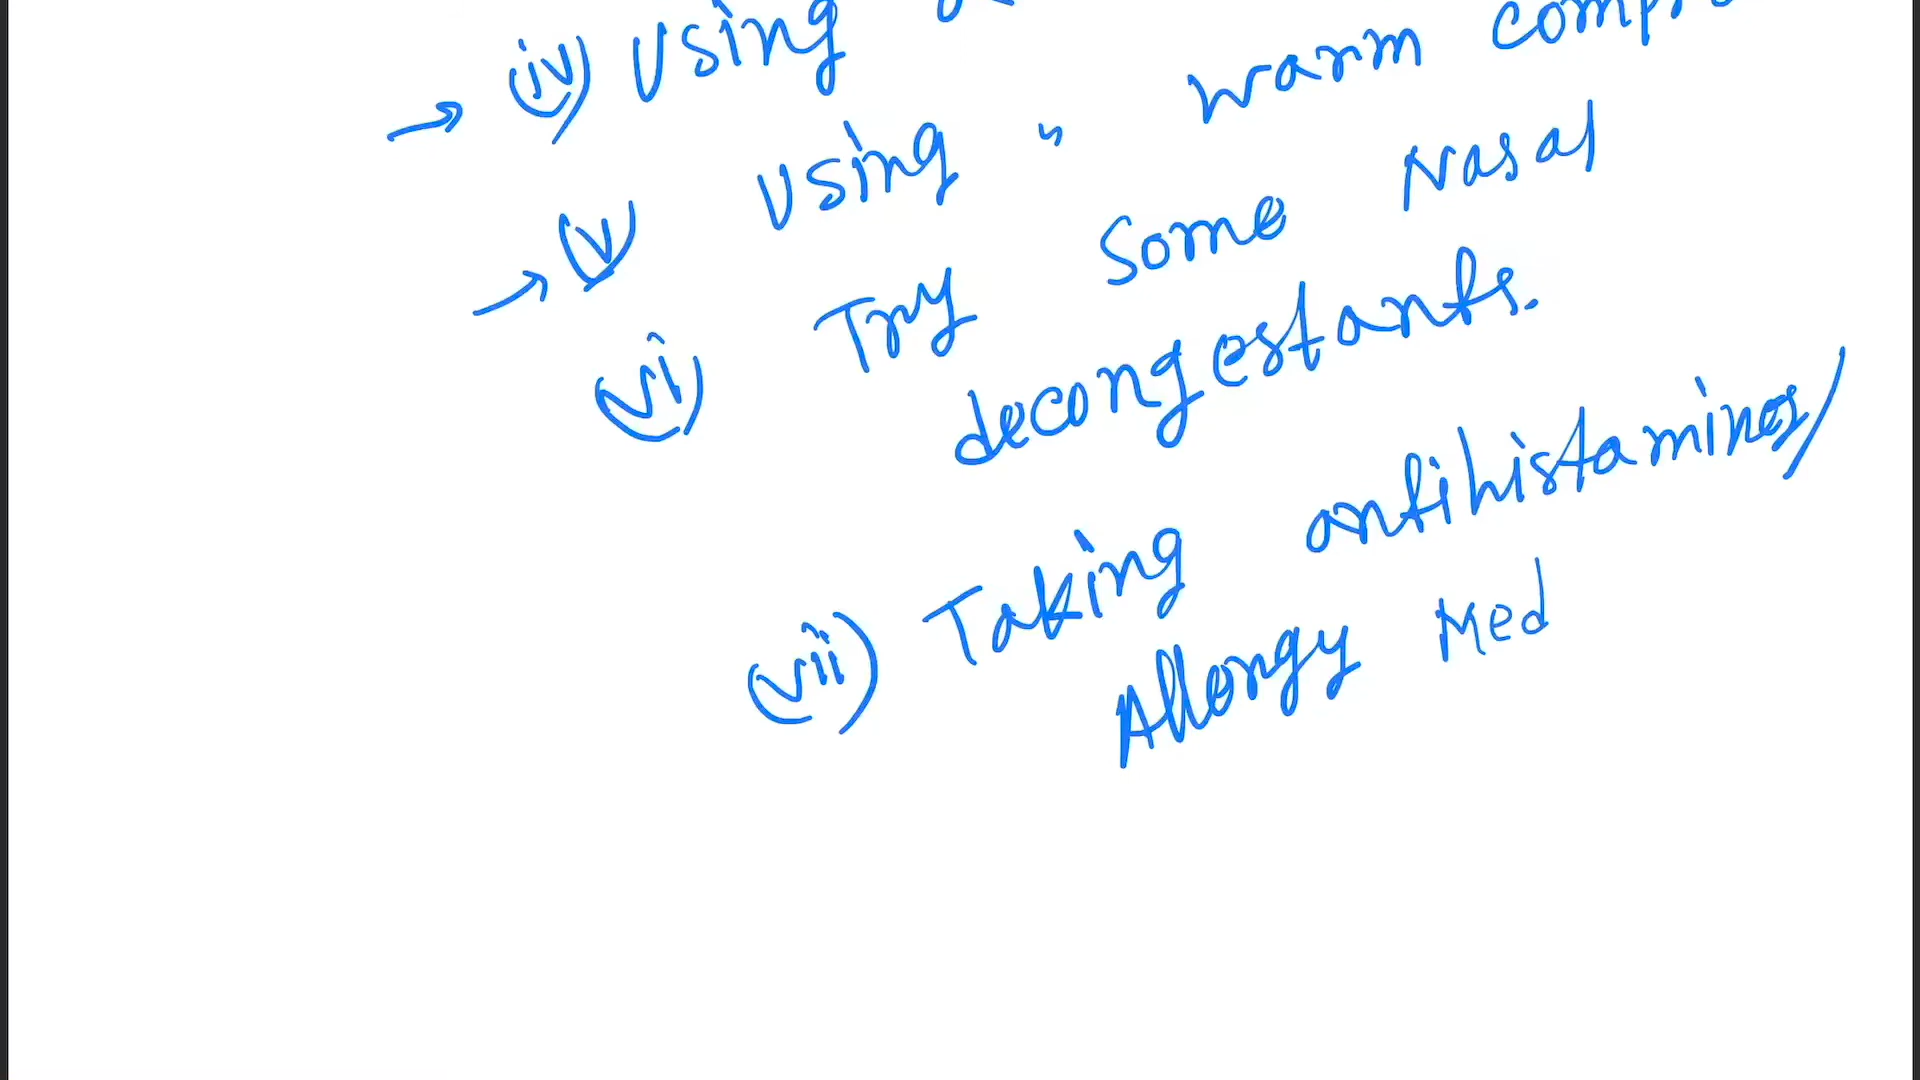 → (iv) Using
→ (v) Using " warm
(vi) Try Some Nasal
decongestants.
(vii) Taking antihistamines/
Allergy Med